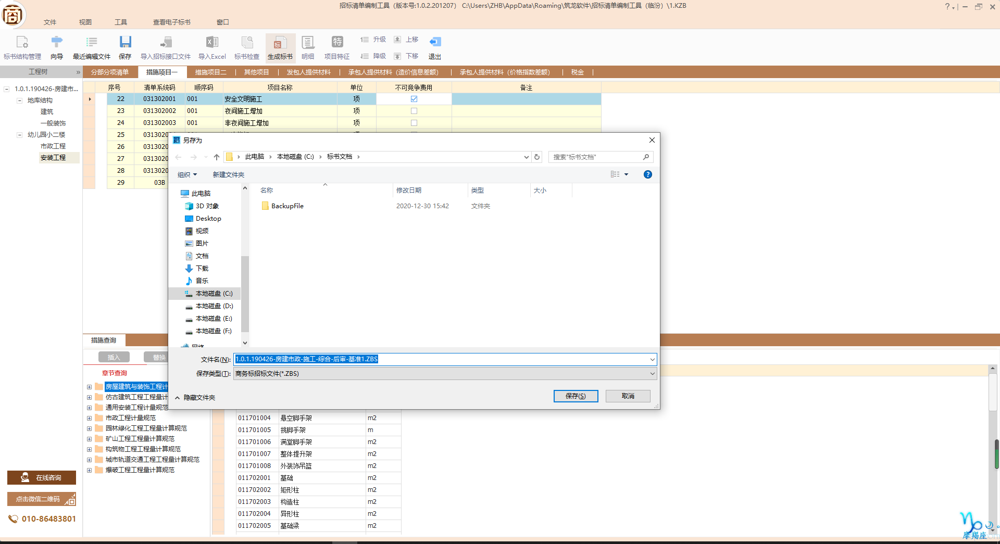 招标清单编制工具（版本号:1.0.2.201207） C:\Users\ZHB\AppData\Roaming\筑龙软件\招标清单编制工具（临汾）\1.KZB
商
文件 视图 工具 查看电子标书 窗口
标书结构管理 向导 最近编辑文件 保存 导入招标接口文件 导入Excel 标书检查 标 生成标书 明细 特 项目特征 升级 降级 上移 下移 退出
工程树 »
分部分项清单 措施项目一 措施项目二 其他项目 发包人提供材料 承包人提供材料（造价信息差额） 承包人提供材料（价格指数差额） 税金
1.0.1.190426-房建市...
地库结构
建筑
一般装饰
幼儿园小二楼
市政工程
安装工程
序号 清单系统码 顺序码 项目名称 单位 不可竞争费用 备注
22 031302001 001 安全文明施工 项
23 031302002 001 夜间施工增加 项
24 031302003 001 非夜间施工增加 项
25 0313020
26 031302
27 031302
28 031302
29 03B
招 另存为
此电脑 › 本地磁盘 (C:) › 标书文档 ›
搜索"标书文档"
组织 新建文件夹
名称 修改日期 类型 大小
BackupFile 2020-12-30 15:42 文件夹
此电脑
3D 对象
Desktop
视频
图片
文档
下载
音乐
本地磁盘 (C:)
本地磁盘 (D:)
本地磁盘 (E:)
本地磁盘 (F:)
网络
文件名(N): 1.0.1.190426-房建市政-施工-综合-后审-基准1.ZBS
保存类型(T): 商务标招标文件(*.ZBS)
隐藏文件夹 保存(S) 取消
措施查询
插入 替换
章节查询
房屋建筑与装饰工程计
仿古建筑工程工程量计
通用安装工程计量规范
市政工程计量规范
园林绿化工程工程量计算规范
矿山工程工程量计算规范
构筑物工程工程量计算规范
城市轨道交通工程工程量计算规范
爆破工程工程量计算规范
011701004 悬空脚手架 m2
011701005 挑脚手架 m
011701006 满堂脚手架 m2
011701007 整体提升架 m2
011701008 外装饰吊篮 m2
011702001 基础 m2
011702002 矩形柱 m2
011702003 构造柱 m2
011702004 异形柱 m2
011702005 基础梁 m2
在线咨询
点击微信二维码
010-86483801
摩羯座